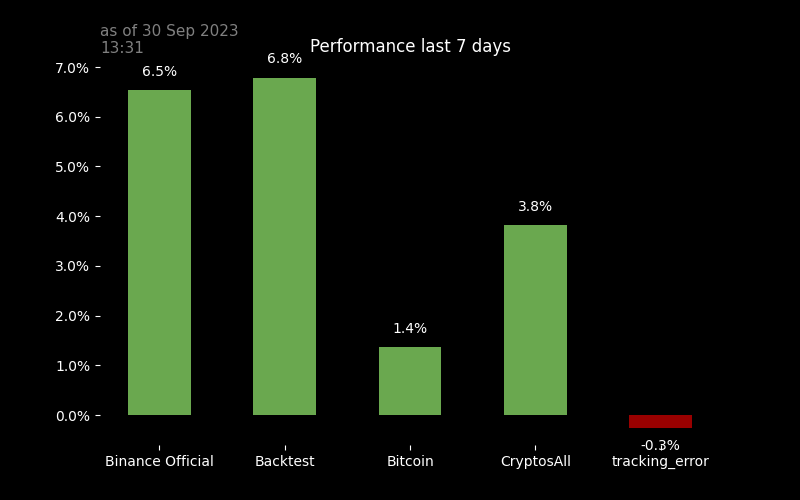 as of 30 Sep 2023
13:31
Performance last 7 days
7.0%
6.0%
5.0%
4.0%
3.0%
2.0%
1.0%
0.0%
6.5%
6.8%
1.4%
3.8%
-0.3%
Binance Official
Backtest
Bitcoin
CryptosAll
tracking_error